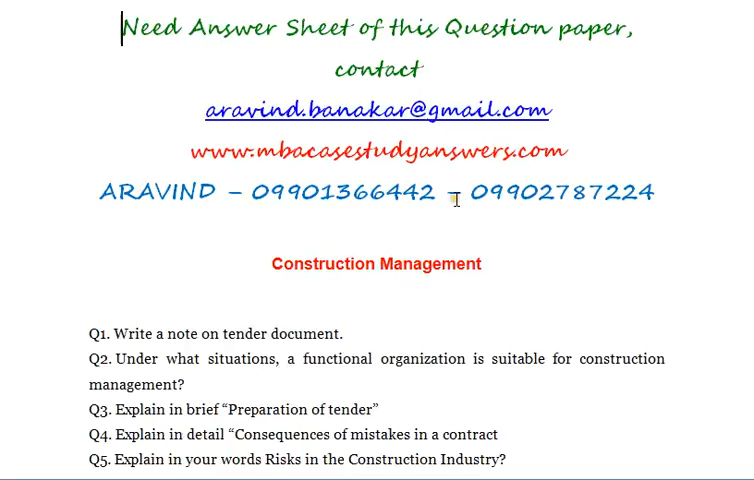 Need Answer Sheet of this Question paper,
contact
aravind.banakar@gmail.com
www.mbacasestudyanswers.com
ARAVIND – 09901366442 – 09902787224
Construction Management
Q1. Write a note on tender document.
Q2. Under what situations, a functional organization is suitable for construction
management?
Q3. Explain in brief “Preparation of tender”
Q4. Explain in detail “Consequences of mistakes in a contract
Q5. Explain in your words Risks in the Construction Industry?